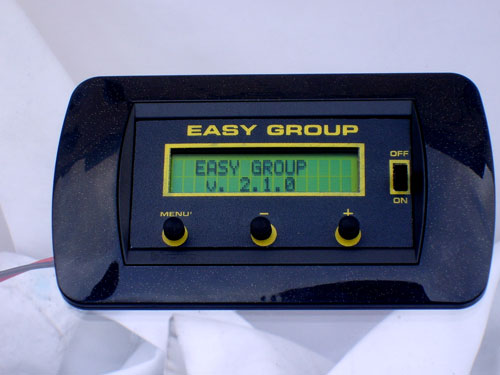 EASY GROUP
EASY GROUP
v. 2.1.0
OFF
ON
MENU'
-
+